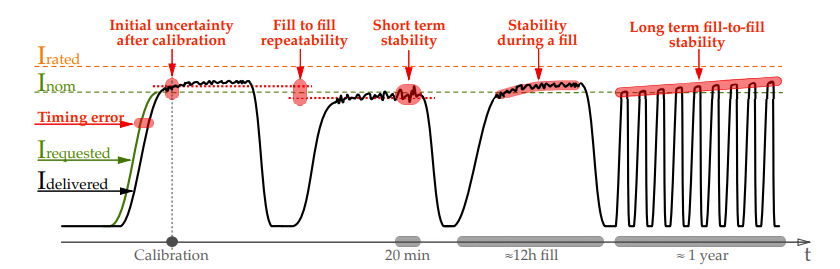 Initial uncertainty
after calibration
Fill to fill
repeatability
Short term
stability
Stability
during a fill
Long term fill-to-fill
stability
Irated
Inom
Timing error
Irequested
Idelivered
Calibration
20 min
≈12h fill
≈ 1 year
t